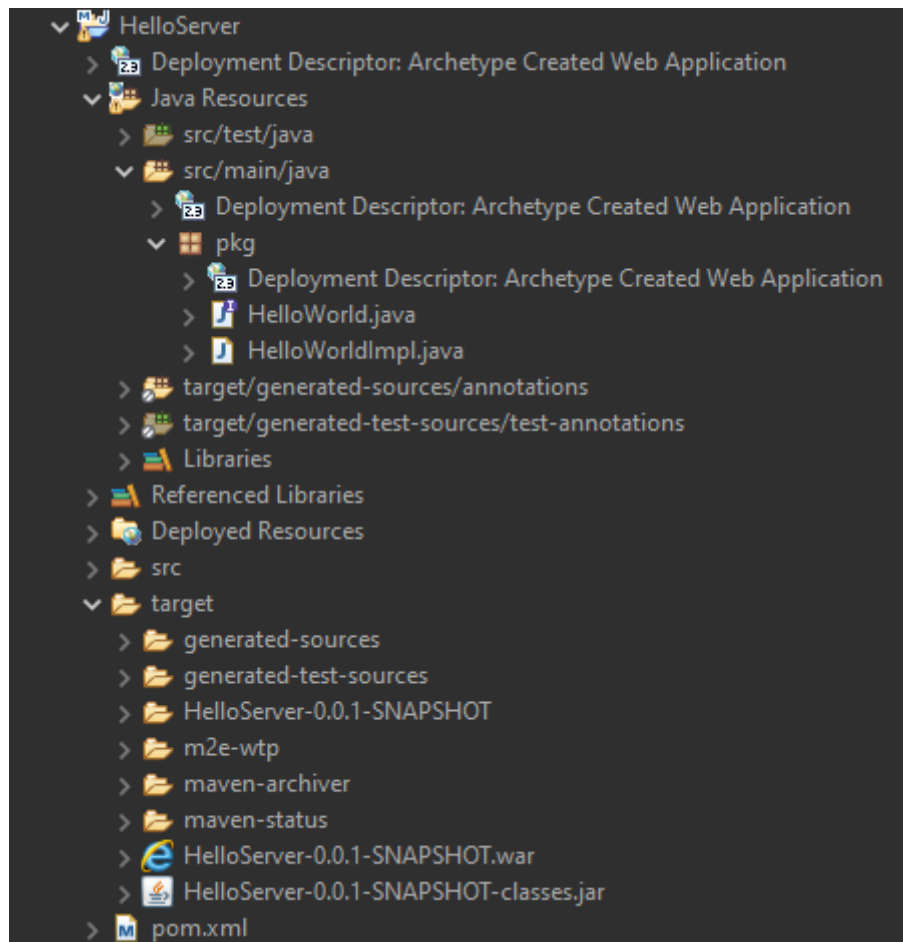 HelloServer
Deployment Descriptor: Archetype Created Web Application
Java Resources
src/test/java
src/main/java
Deployment Descriptor: Archetype Created Web Application
pkg
Deployment Descriptor: Archetype Created Web Application
HelloWorld.java
HelloWorldImpl.java
target/generated-sources/annotations
target/generated-test-sources/test-annotations
Libraries
Referenced Libraries
Deployed Resources
src
target
generated-sources
generated-test-sources
HelloServer-0.0.1-SNAPSHOT
m2e-wtp
maven-archiver
maven-status
HelloServer-0.0.1-SNAPSHOT.war
HelloServer-0.0.1-SNAPSHOT-classes.jar
pom.xml